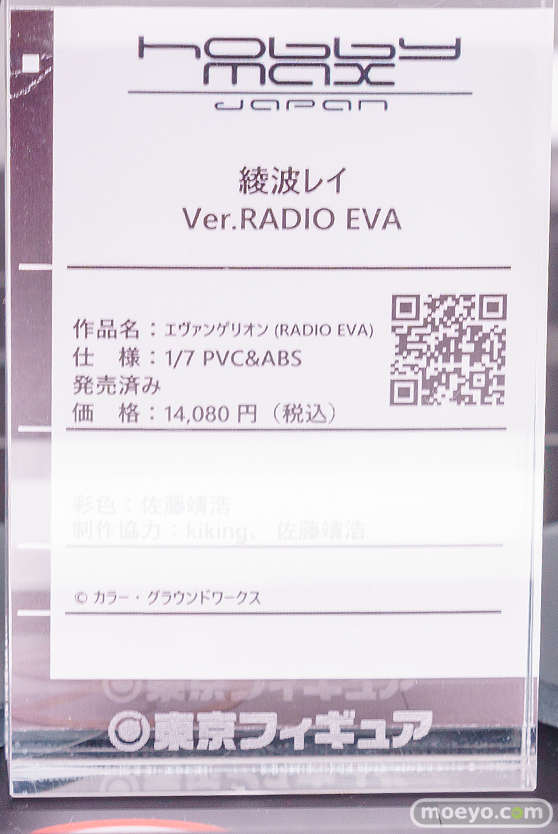 hobby
max
JAPAN
綾波レイ
Ver.RADIO EVA
作品名：エヴァンゲリオン (RADIO EVA)
仕　様：1/7 PVC&ABS
発売済み
価　格：14,080 円（税込）
彩色：佐藤靖浩
制作協力：kiking、 佐藤靖浩
© カラー・グラウンドワークス
東京フィギュア
moeyo.com